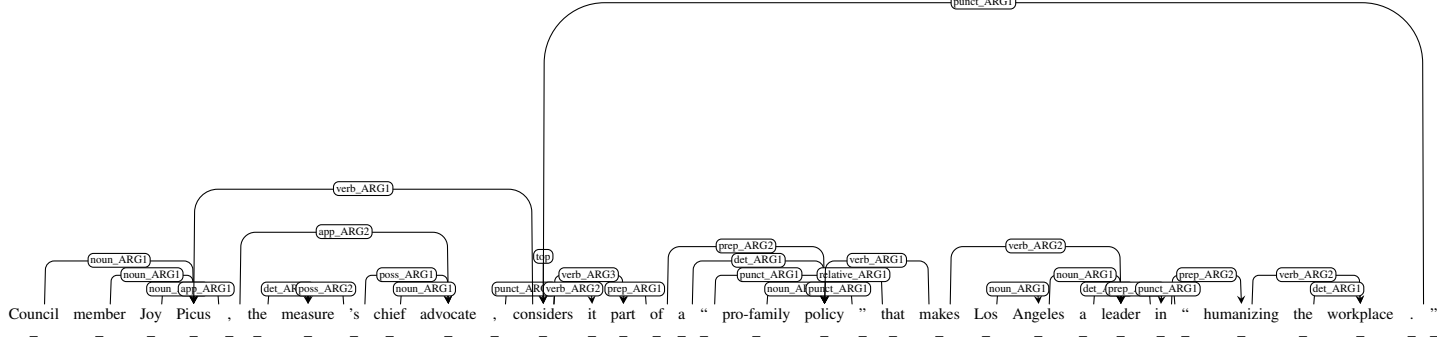 punct_ARG1
verb_ARG1
app_ARG2
prep_ARG2 verb_ARG2
top
noun_ARG1 det_ARG1 verb_ARG1
noun_ARG1 poss_ARG1 verb_ARG3 punct_ARG1 relative_ARG1 noun_ARG1 prep_ARG2 verb_ARG2
app_ARG1 poss_ARG2 noun_ARG1 verb_ARG2 prep_ARG1 punct_ARG1 noun_ARG1 punct_ARG1 det_ARG1
Council member Joy Picus , the measure 's chief advocate , considers it part of a “ pro-family policy ” that makes Los Angeles a leader in “ humanizing the workplace . ”